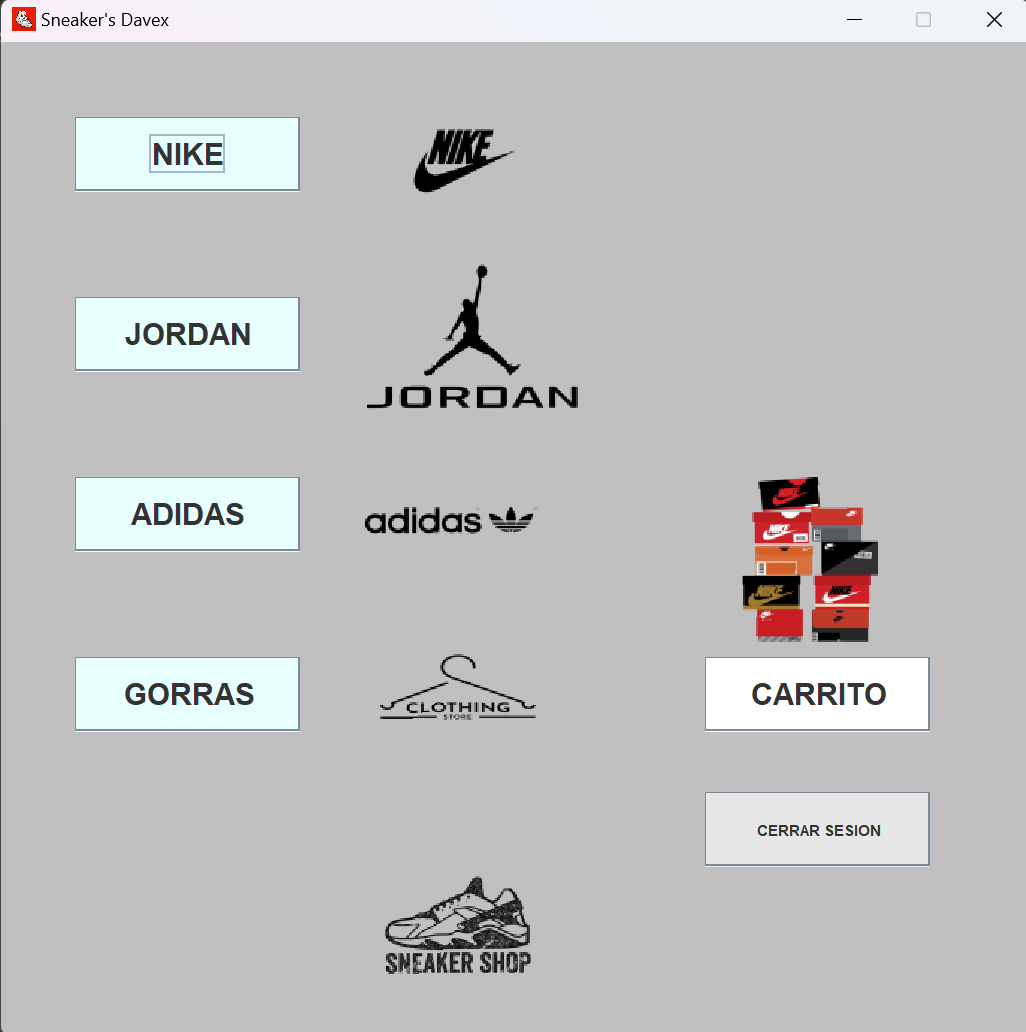 Sneaker's Davex
NIKE
NIKE
JORDAN
JORDAN
ADIDAS
adidas
NIKE
NIKE
NIKE
NIKE
GORRAS
CLOTHING
STORE
CARRITO
CERRAR SESION
SNEAKER SHOP